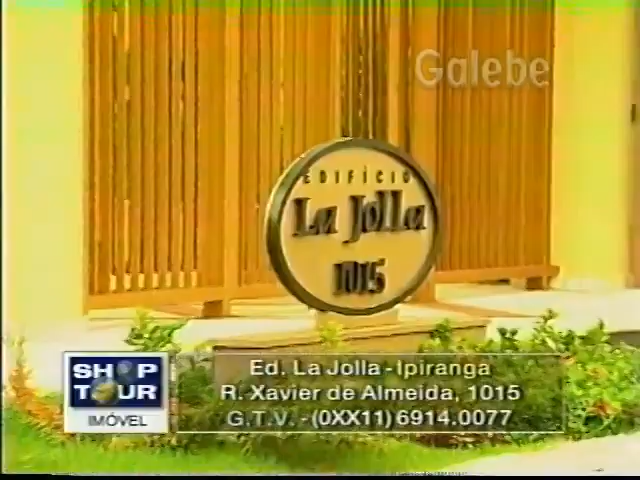 Galebe
EDIFÍCIO
La Jolla
1015
SHOP
TOUR
IMÓVEL
Ed. La Jolla - Ipiranga
R. Xavier de Almeida, 1015
G.T.V. - (0XX11) 6914.0077